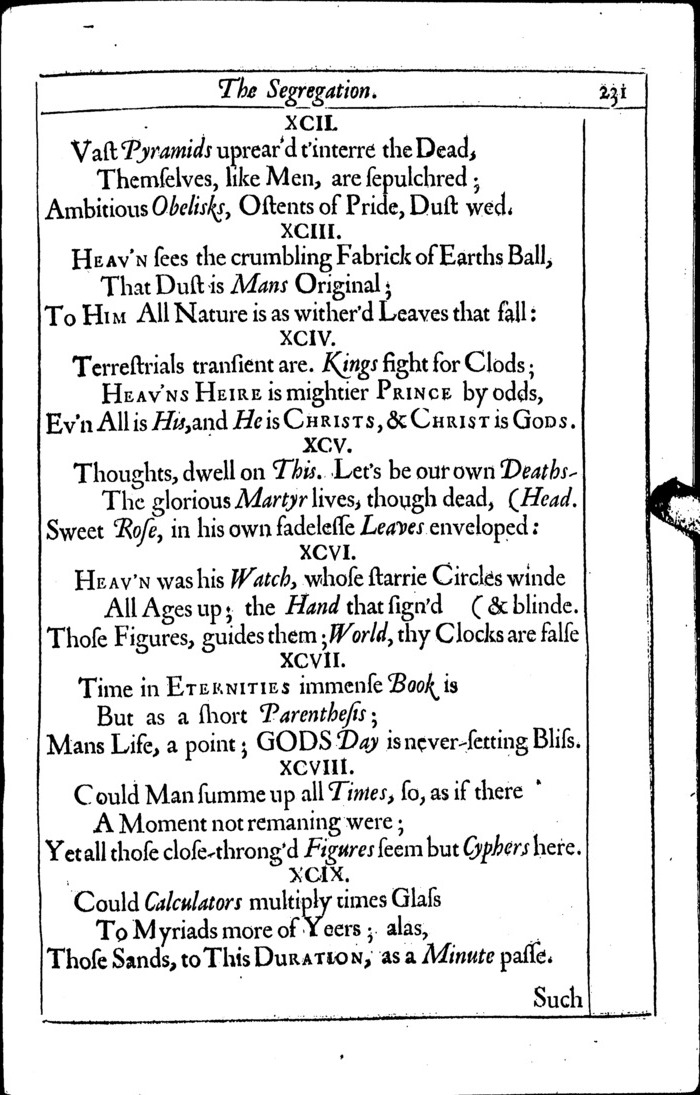 The Segregation. 231
XCII.
Vaſt Pyramids uprear'd t'interre the Dead,
Themſelves, like Men, are ſepulchred;
Ambitious Obelisks, Oſtents of Pride, Duſt wed.
XCIII.
HEAV'N ſees the crumbling Fabrick of Earths Ball,
That Duſt is Mans Original;
To HIM All Nature is as wither'd Leaves that fall:
XCIV.
Terreſtrials tranſient are. Kings fight for Clods;
HEAV'NS HEIRE is mightier PRINCE by odds,
Ev'n All is His, and He is CHRISTS, & CHRIST is GODS.
XCV.
Thoughts, dwell on This. Let's be our own Deaths-
The glorious Martyr lives, though dead, (Head.
Sweet Roſe, in his own fadeleſſe Leaves enveloped:
XCVI.
HEAV'N was his Watch, whoſe ſtarrie Circles winde
All Ages up; the Hand that ſign'd (& blinde.
Thoſe Figures, guides them; World, thy Clocks are falſe
XCVII.
Time in ETERNITIES immenſe Book is
But as a ſhort Parentheſis;
Mans Life, a point; GODS Day is never-ſetting Bliſs.
XCVIII.
Could Man ſumme up all Times, ſo, as if there
A Moment not remaning were;
Yet all thoſe cloſe-throng'd Figures ſeem but Cyphers here.
XCIX.
Could Calculators multiply times Glaſs
To Myriads more of Yeers; alas,
Thoſe Sands, to This DURATION, as a Minute paſſe.
Such